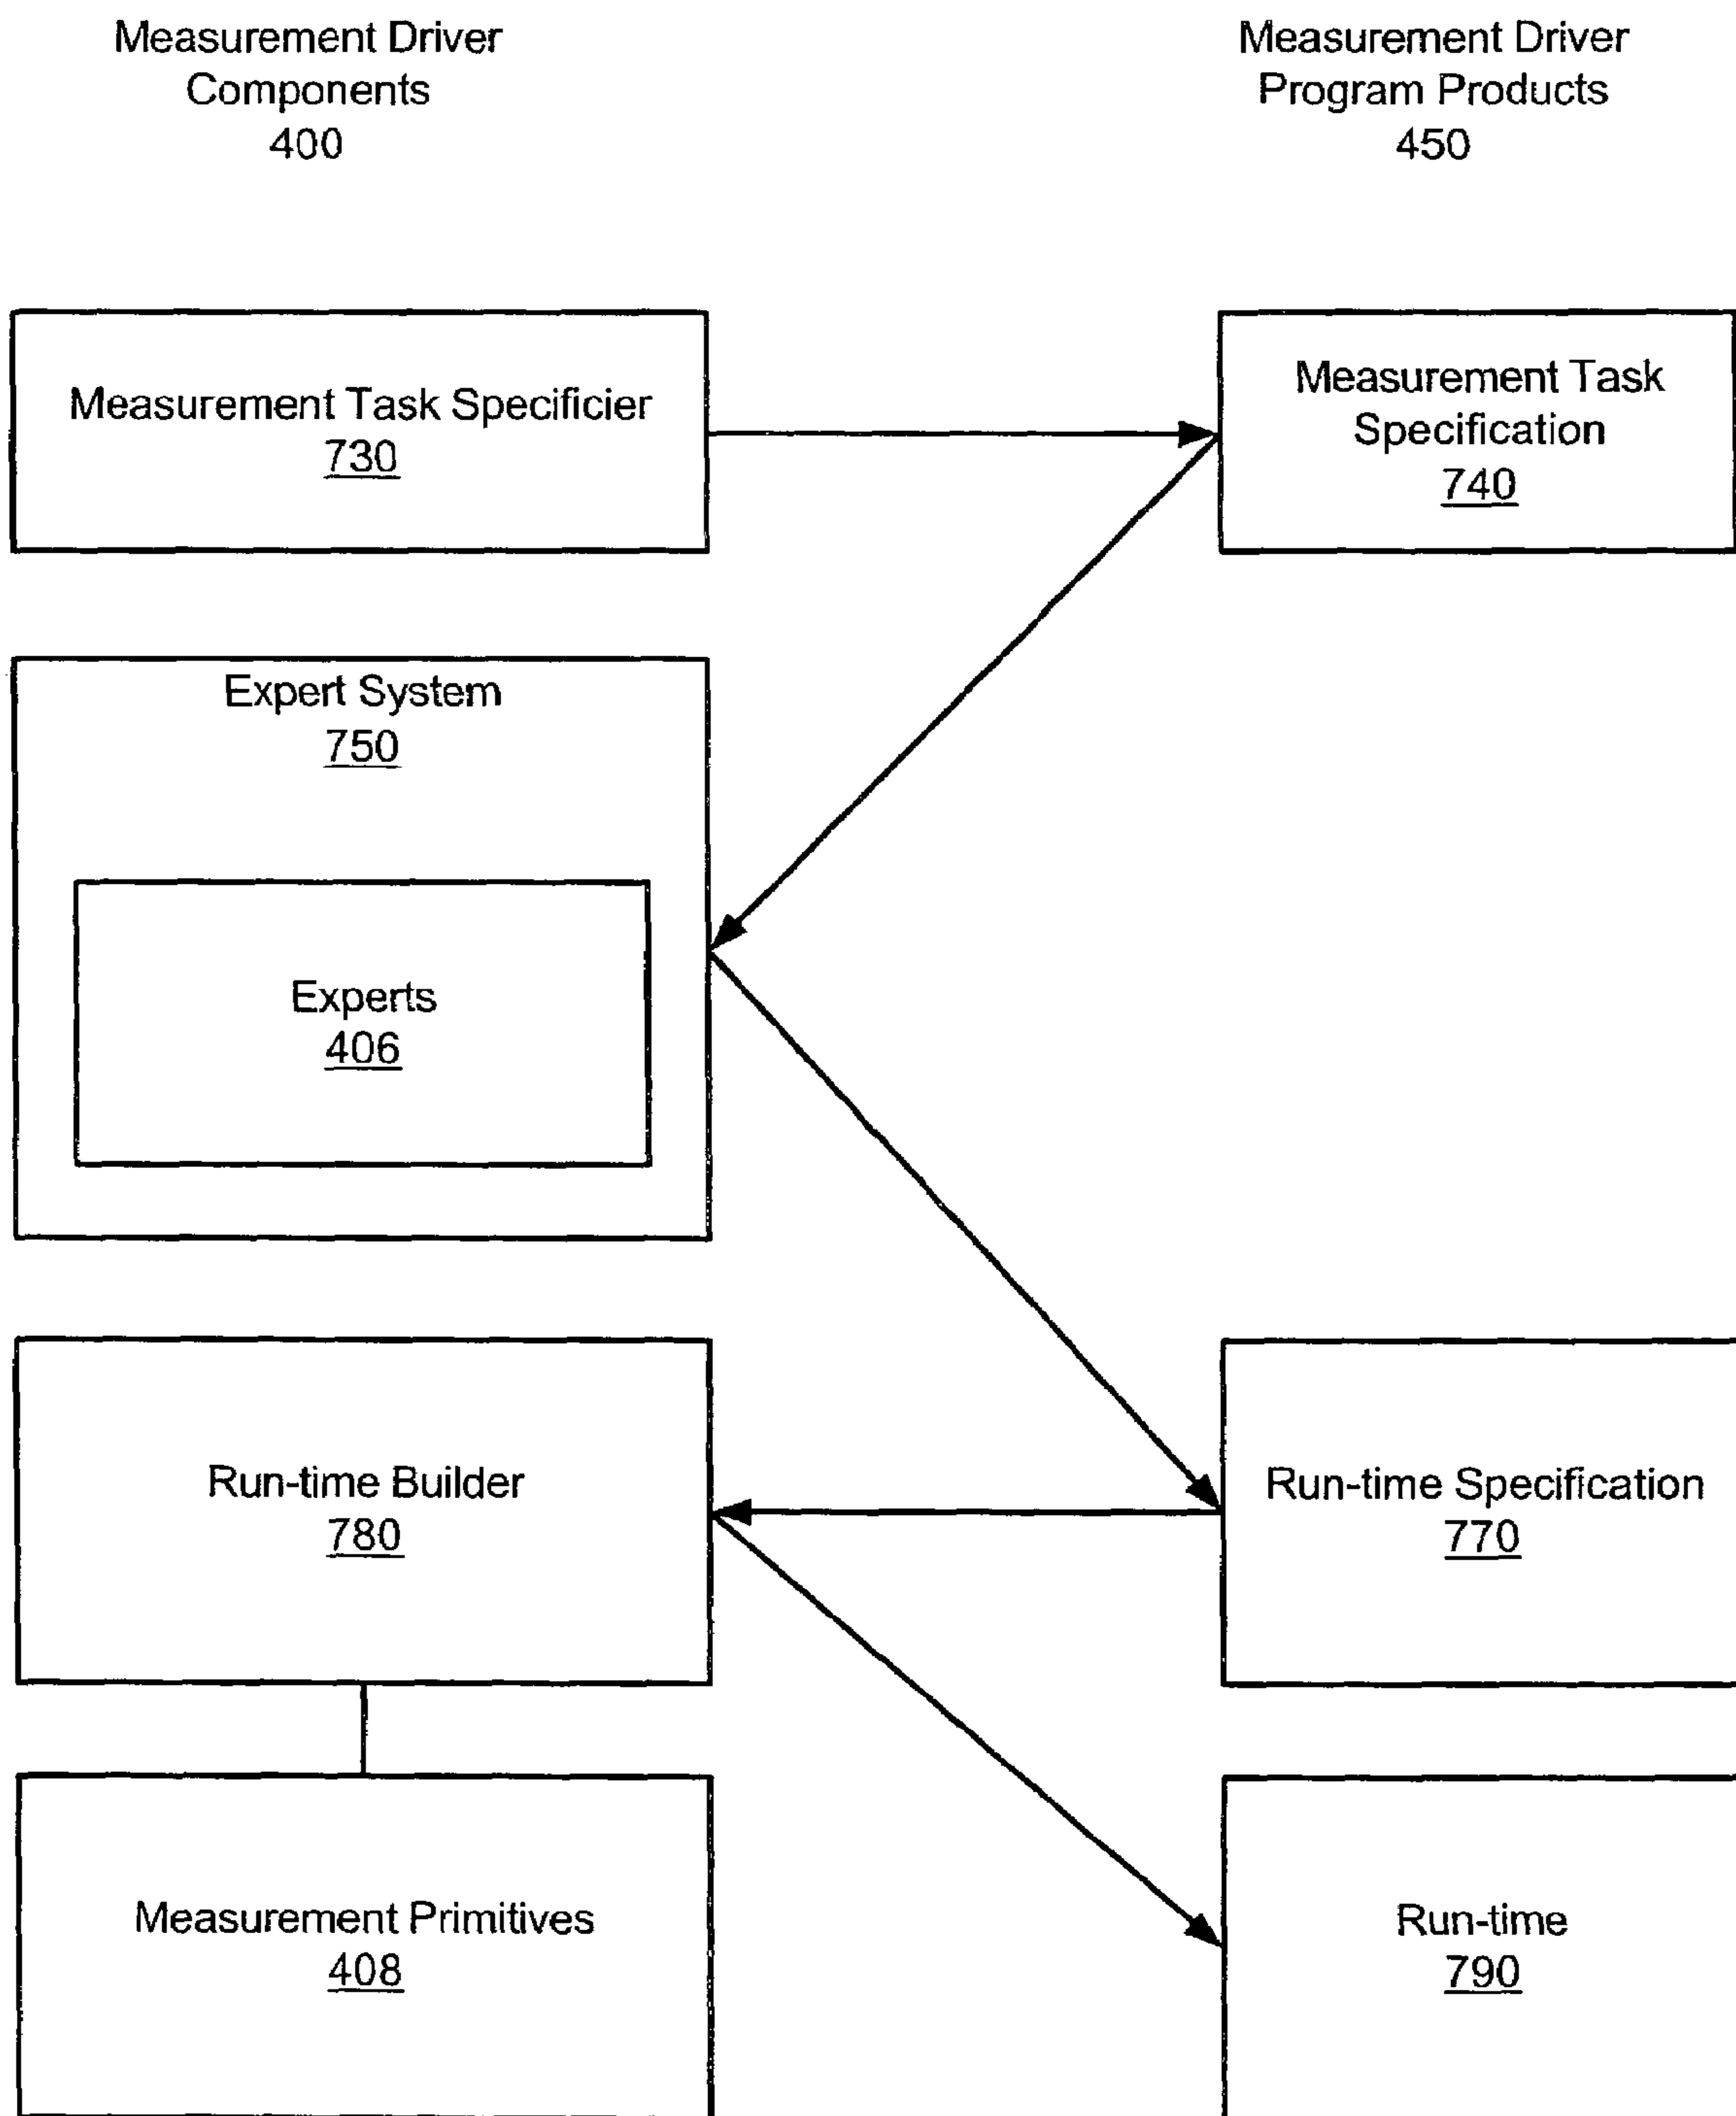 Measurement Driver
Components
400
Measurement Driver
Program Products
450
Measurement Task Specificier
730
Measurement Task
Specification
740
Expert System
750
Experts
406
Run-time Builder
780
Run-time Specification
770
Measurement Primitives
408
Run-time
790